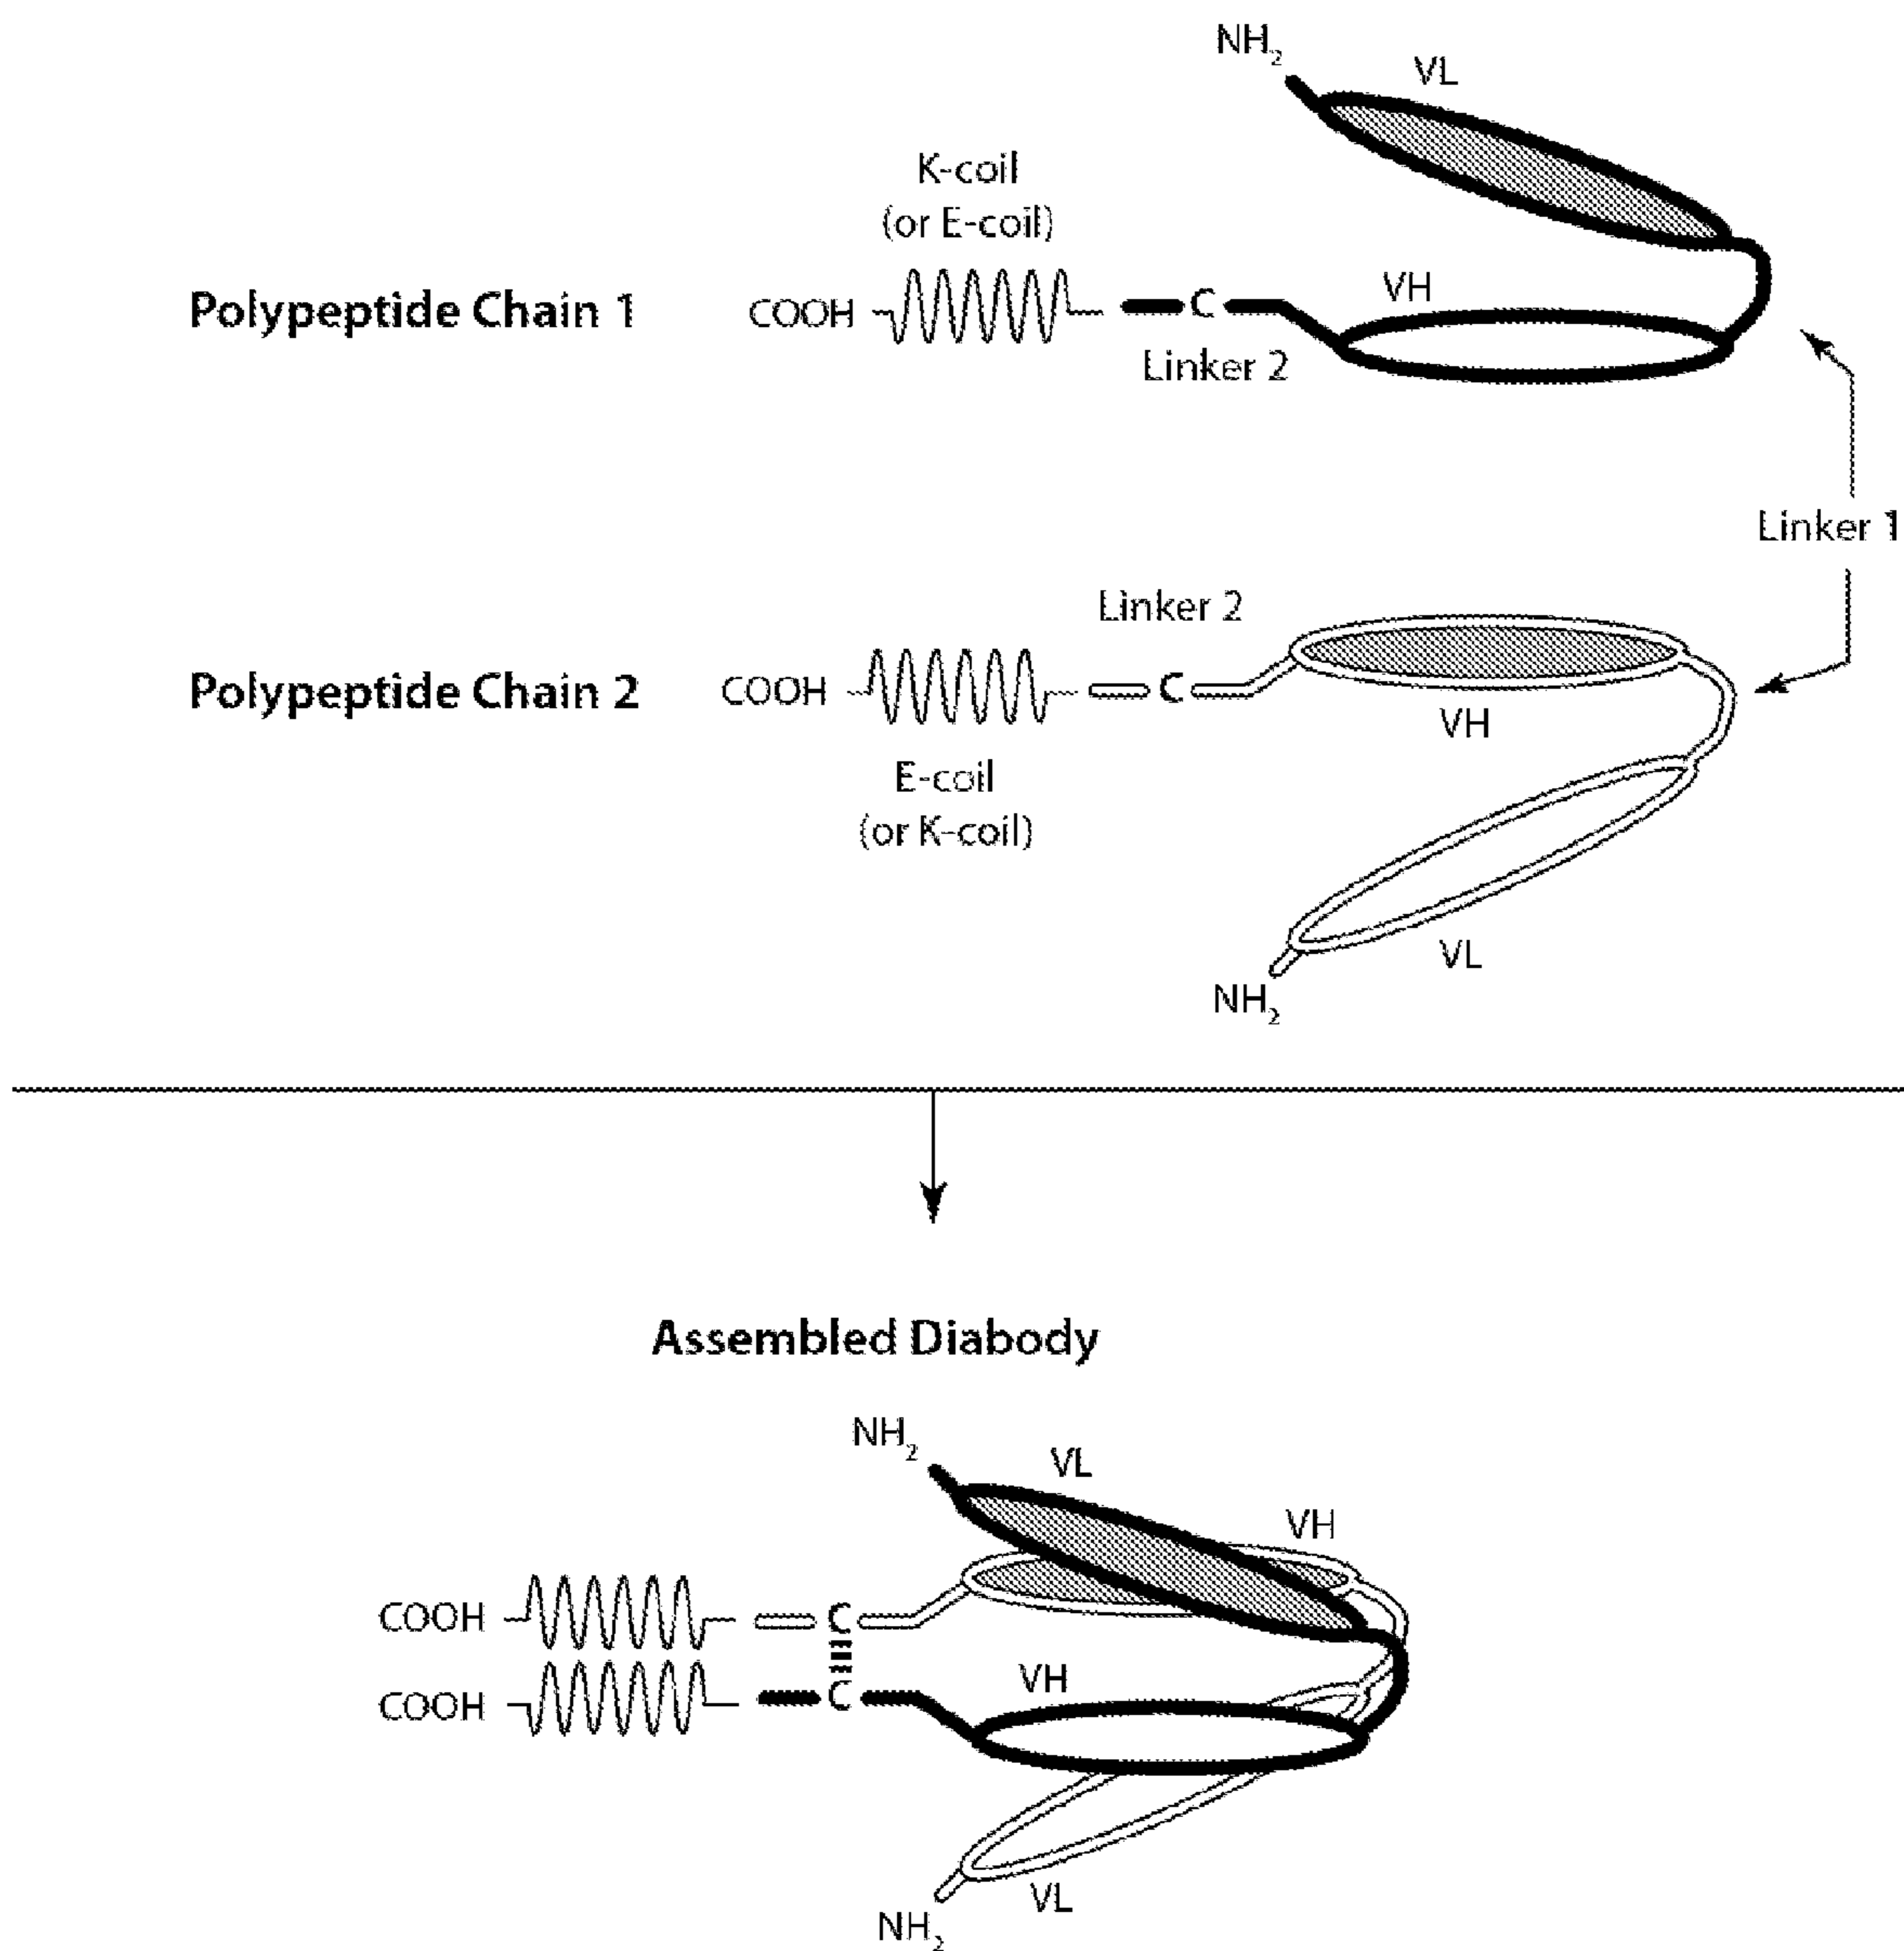 NH₂
VL
K-coil
(or E-coil)
Polypeptide Chain 1
COOH
C
VH
Linker 2
Linker 1
Linker 2
Polypeptide Chain 2
COOH
C
VH
E-coil
(or K-coil)
VL
NH₂
Assembled Diabody
NH₂
VL
VH
COOH
C
VH
COOH
C
VL
NH₂